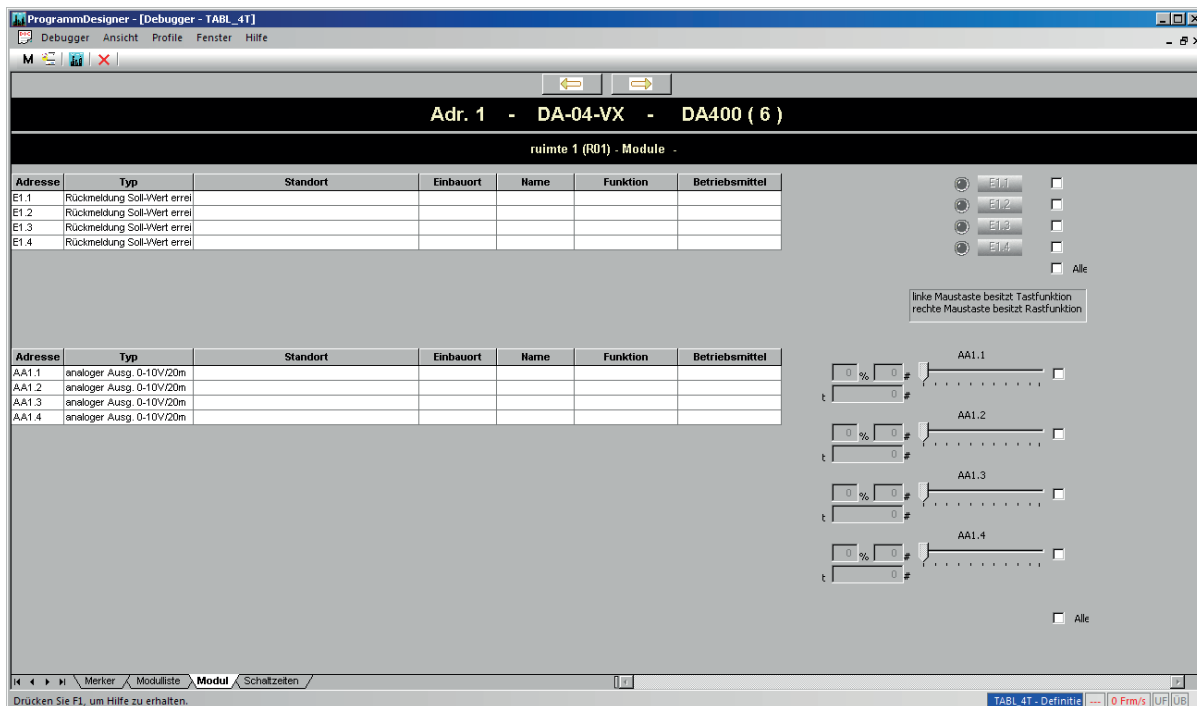 ProgrammDesigner - [Debugger - TABL_4T]
Debugger Ansicht Profile Fenster Hilfe
M
Adr. 1 - DA-04-VX - DA400 ( 6 )
ruimte 1 (R01) - Module -
Adresse Typ Standort Einbauort Name Funktion Betriebsmittel
E1.1 Rückmeldung Soll-Wert errei
E1.2 Rückmeldung Soll-Wert errei
E1.3 Rückmeldung Soll-Wert errei
E1.4 Rückmeldung Soll-Wert errei
E1.1
E1.2
E1.3
E1.4
Alle
linke Maustaste besitzt Tastfunktion
rechte Maustaste besitzt Rastfunktion
Adresse Typ Standort Einbauort Name Funktion Betriebsmittel
AA1.1 analoger Ausg. 0-10V/20m
AA1.2 analoger Ausg. 0-10V/20m
AA1.3 analoger Ausg. 0-10V/20m
AA1.4 analoger Ausg. 0-10V/20m
AA1.1
0 % 0 #
t 0 #
AA1.2
0 % 0 #
t 0 #
AA1.3
0 % 0 #
t 0 #
AA1.4
0 % 0 #
t 0 #
Alle
Merker Modulliste Modul Schaltzeiten
Drücken Sie F1, um Hilfe zu erhalten.
TABL_4T - Definitie --- 0 Frm/s UF ÜB